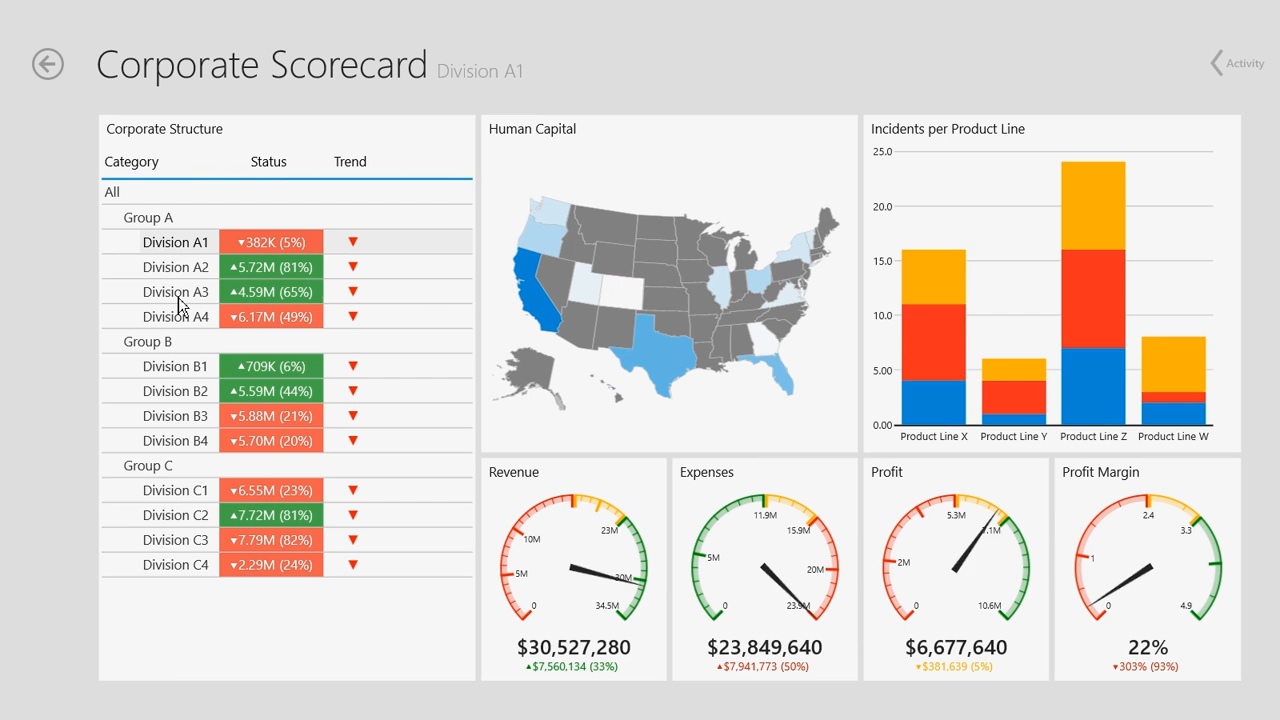 Corporate Scorecard Division A1
Activity
Corporate Structure
Category Status Trend
All
Group A
Division A1 ▼382K (5%) ▼
Division A2 ▲5.72M (81%) ▼
Division A3 ▲4.59M (65%) ▼
Division A4 ▼6.17M (49%) ▼
Group B
Division B1 ▲709K (6%) ▼
Division B2 ▲5.59M (44%) ▼
Division B3 ▼5.88M (21%) ▼
Division B4 ▼5.70M (20%) ▼
Group C
Division C1 ▼6.55M (23%) ▼
Division C2 ▲7.72M (81%) ▼
Division C3 ▼7.79M (82%) ▼
Division C4 ▼2.29M (24%) ▼
Human Capital
Incidents per Product Line
25.0
20.0
15.0
10.0
5.00
0.00
Product Line X Product Line Y Product Line Z Product Line W
Revenue
23M
10M
5M
30M
0 34.5M
$30,527,280
▲$7,560,134 (33%)
Expenses
11.9M
15.9M
5M
20M
0 23.9M
$23,849,640
▲$7,941,773 (50%)
Profit
5.3M
7.1M
2M
0 10.6M
$6,677,640
▼$381,639 (5%)
Profit Margin
2.4
3.3
1
0 4.9
22%
▼303% (93%)